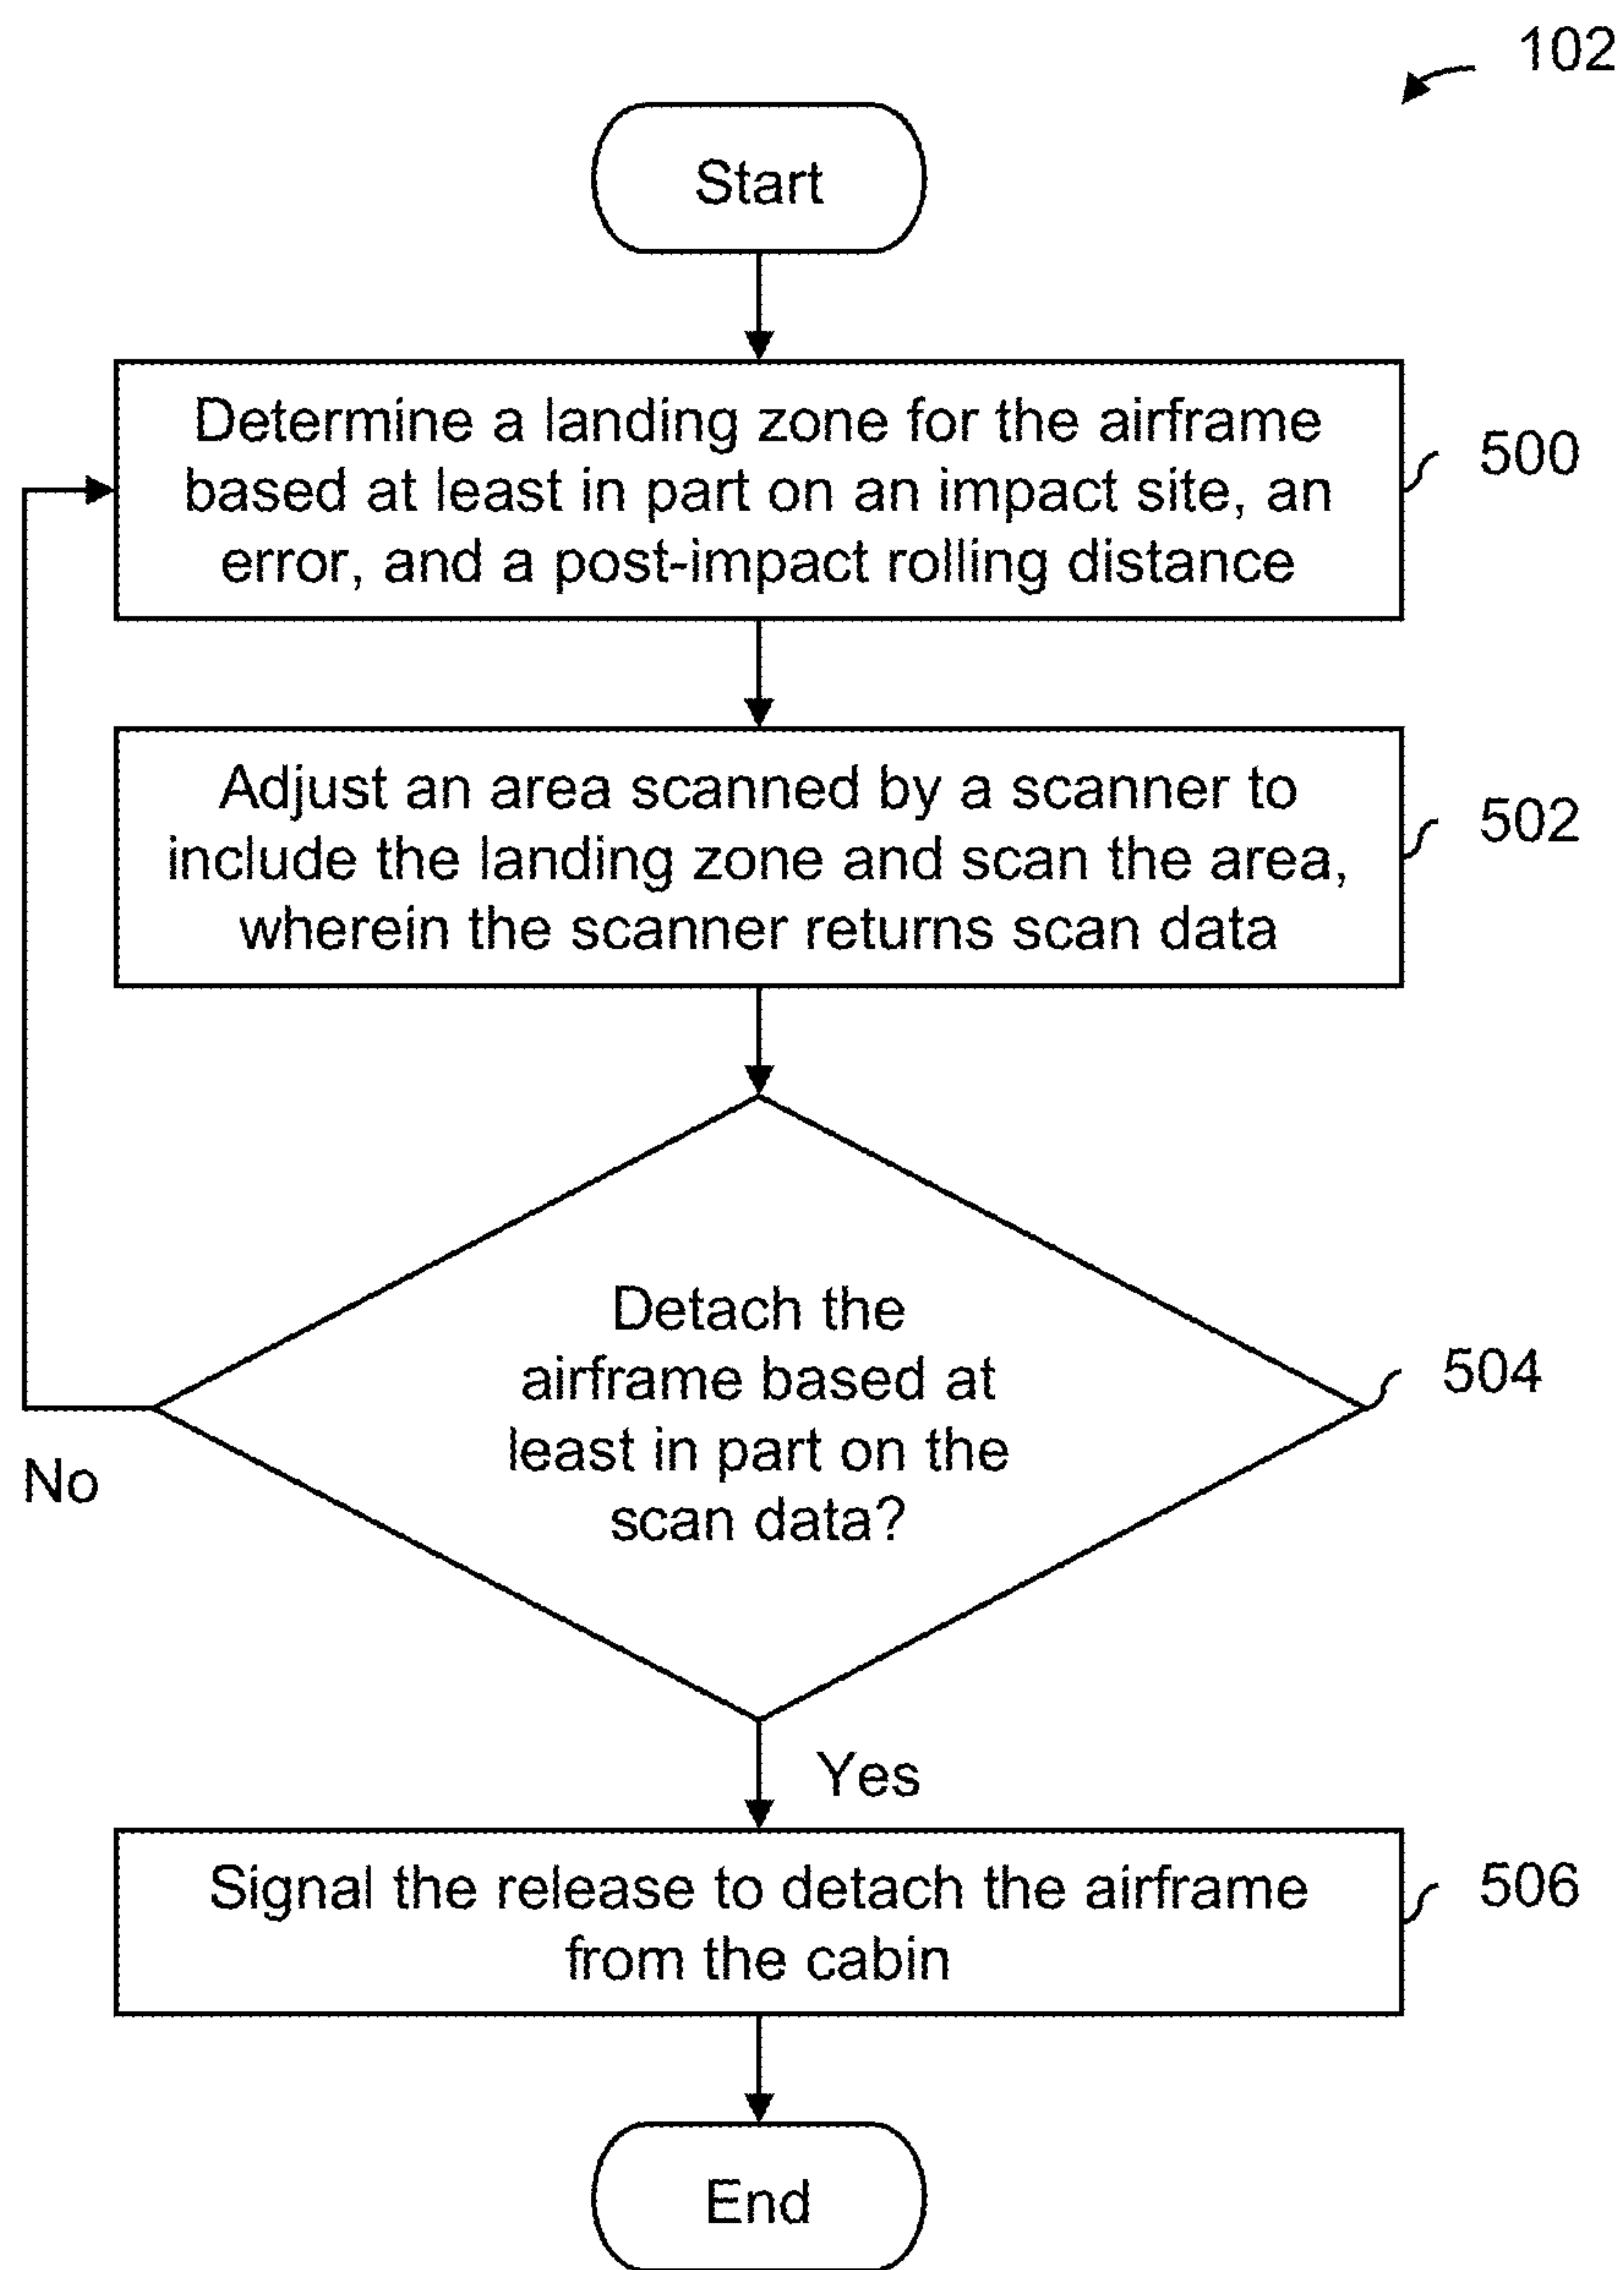 102
Start
Determine a landing zone for the airframe
based at least in part on an impact site, an
error, and a post-impact rolling distance
500
Adjust an area scanned by a scanner to
include the landing zone and scan the area,
wherein the scanner returns scan data
502
Detach the
airframe based at
least in part on the
scan data?
504
No
Yes
Signal the release to detach the airframe
from the cabin
506
End